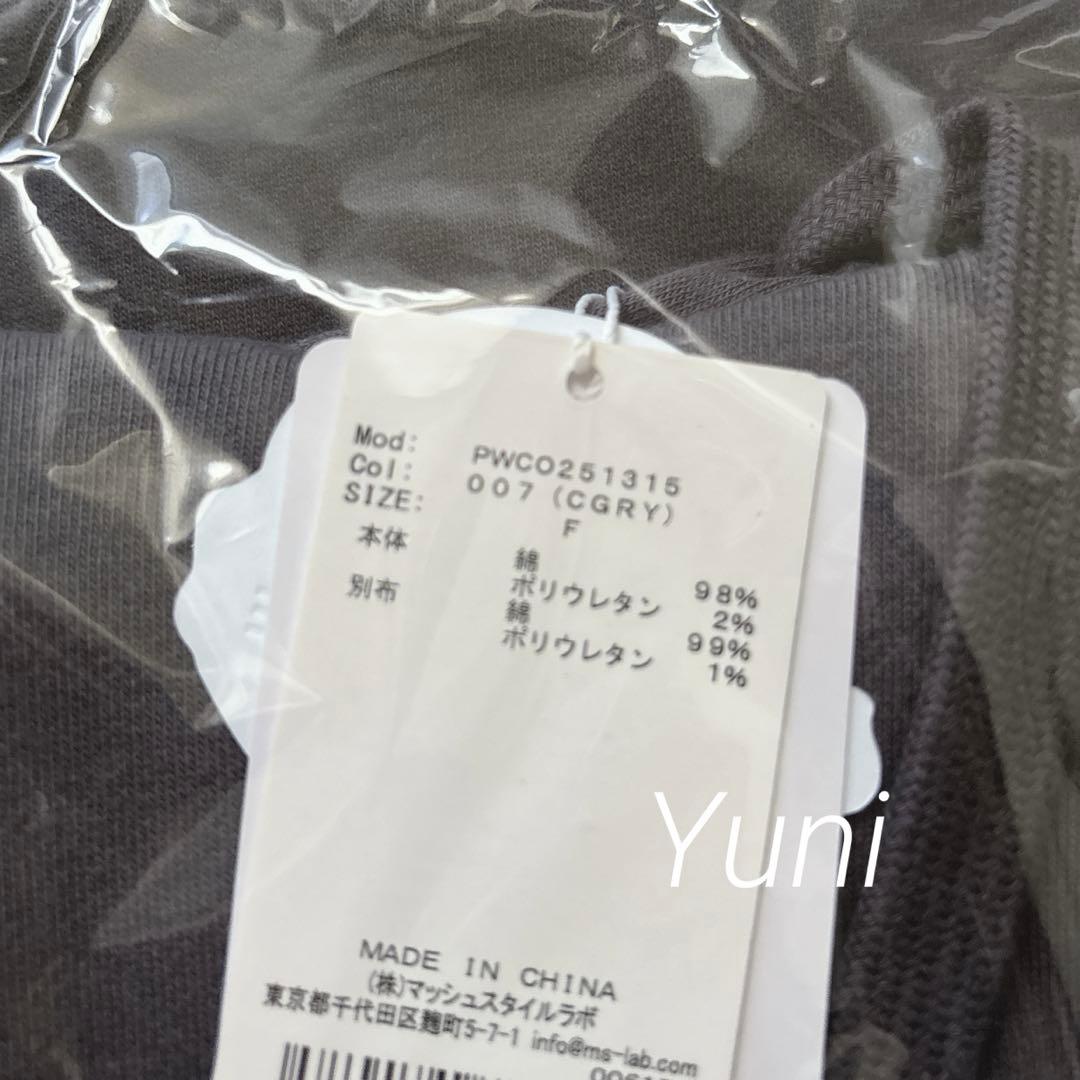 Mod: PWCO251315
Col: 007 (CGRY)
SIZE: F
本体 綿 98%
ポリウレタン 2%
別布 綿 99%
ポリウレタン 1%
Yuni
MADE IN CHINA
(株)マッシュスタイルラボ
東京都千代田区麹町5-7-1 info@ms-lab.com